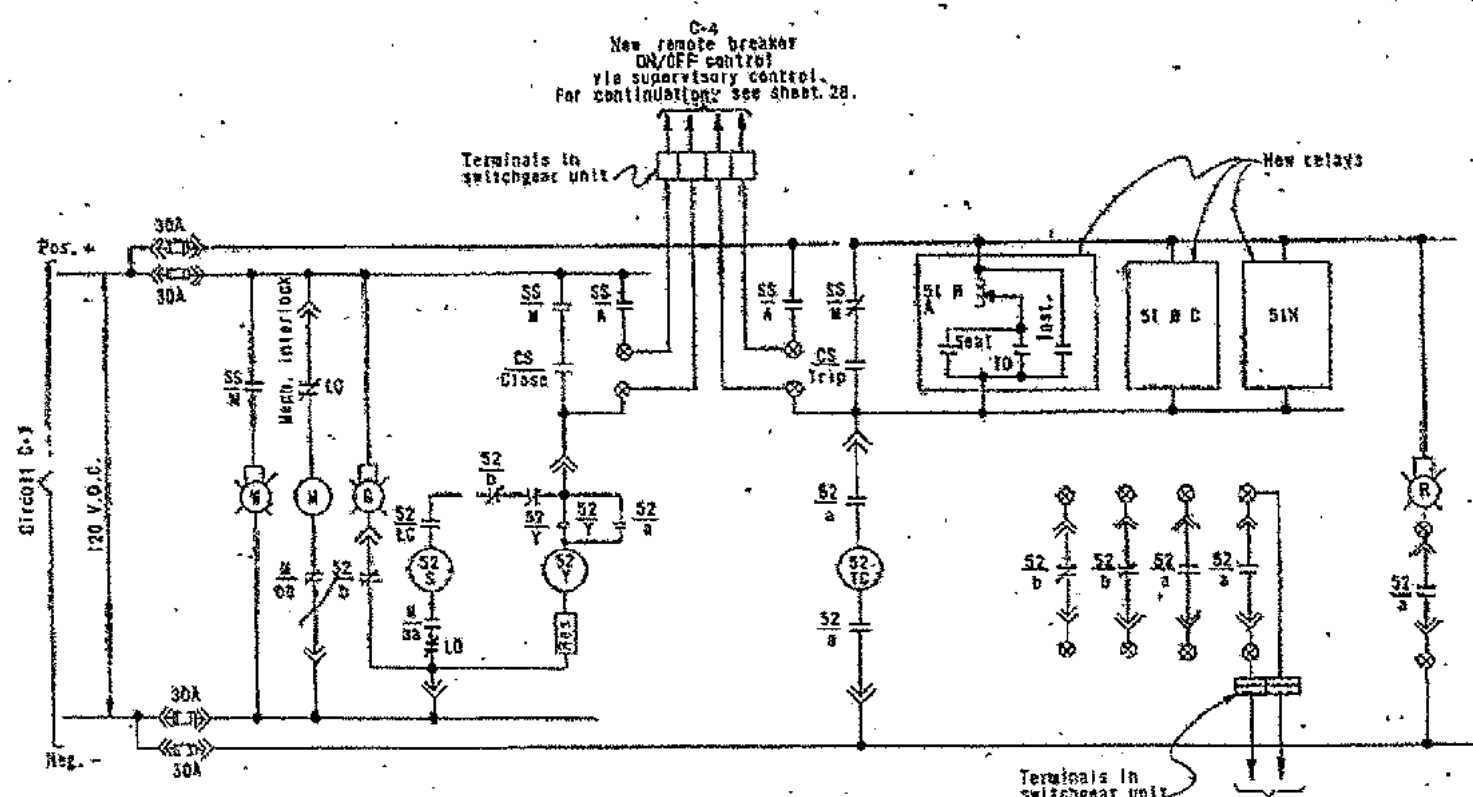 C-4
New remote breaker
ON/OFF control
via supervisory control.
For continuation, see sheet 28.
Terminals in
switchgear unit
New relays
Pos. +
30A
30A
Circuit C-3
120 V.D.C.
SS
M
Mech. interlock
LO
SS
M
CS
Close
SS
A
SS
A
SS
M
CS
Trip
51 Ø
A
Seal
TO
Inst.
51 Ø C
51N
W
M
G
52
b
52
LC
52
Y
52
Y
52
a
52
S
52
Y
M
aa
LO
Res
M
bb
52
b
52
a
52
TC
52
a
52
b
52
b
52
a
52
a
R
52
a
30A
30A
Neg. -
Terminals in
switchgear unit